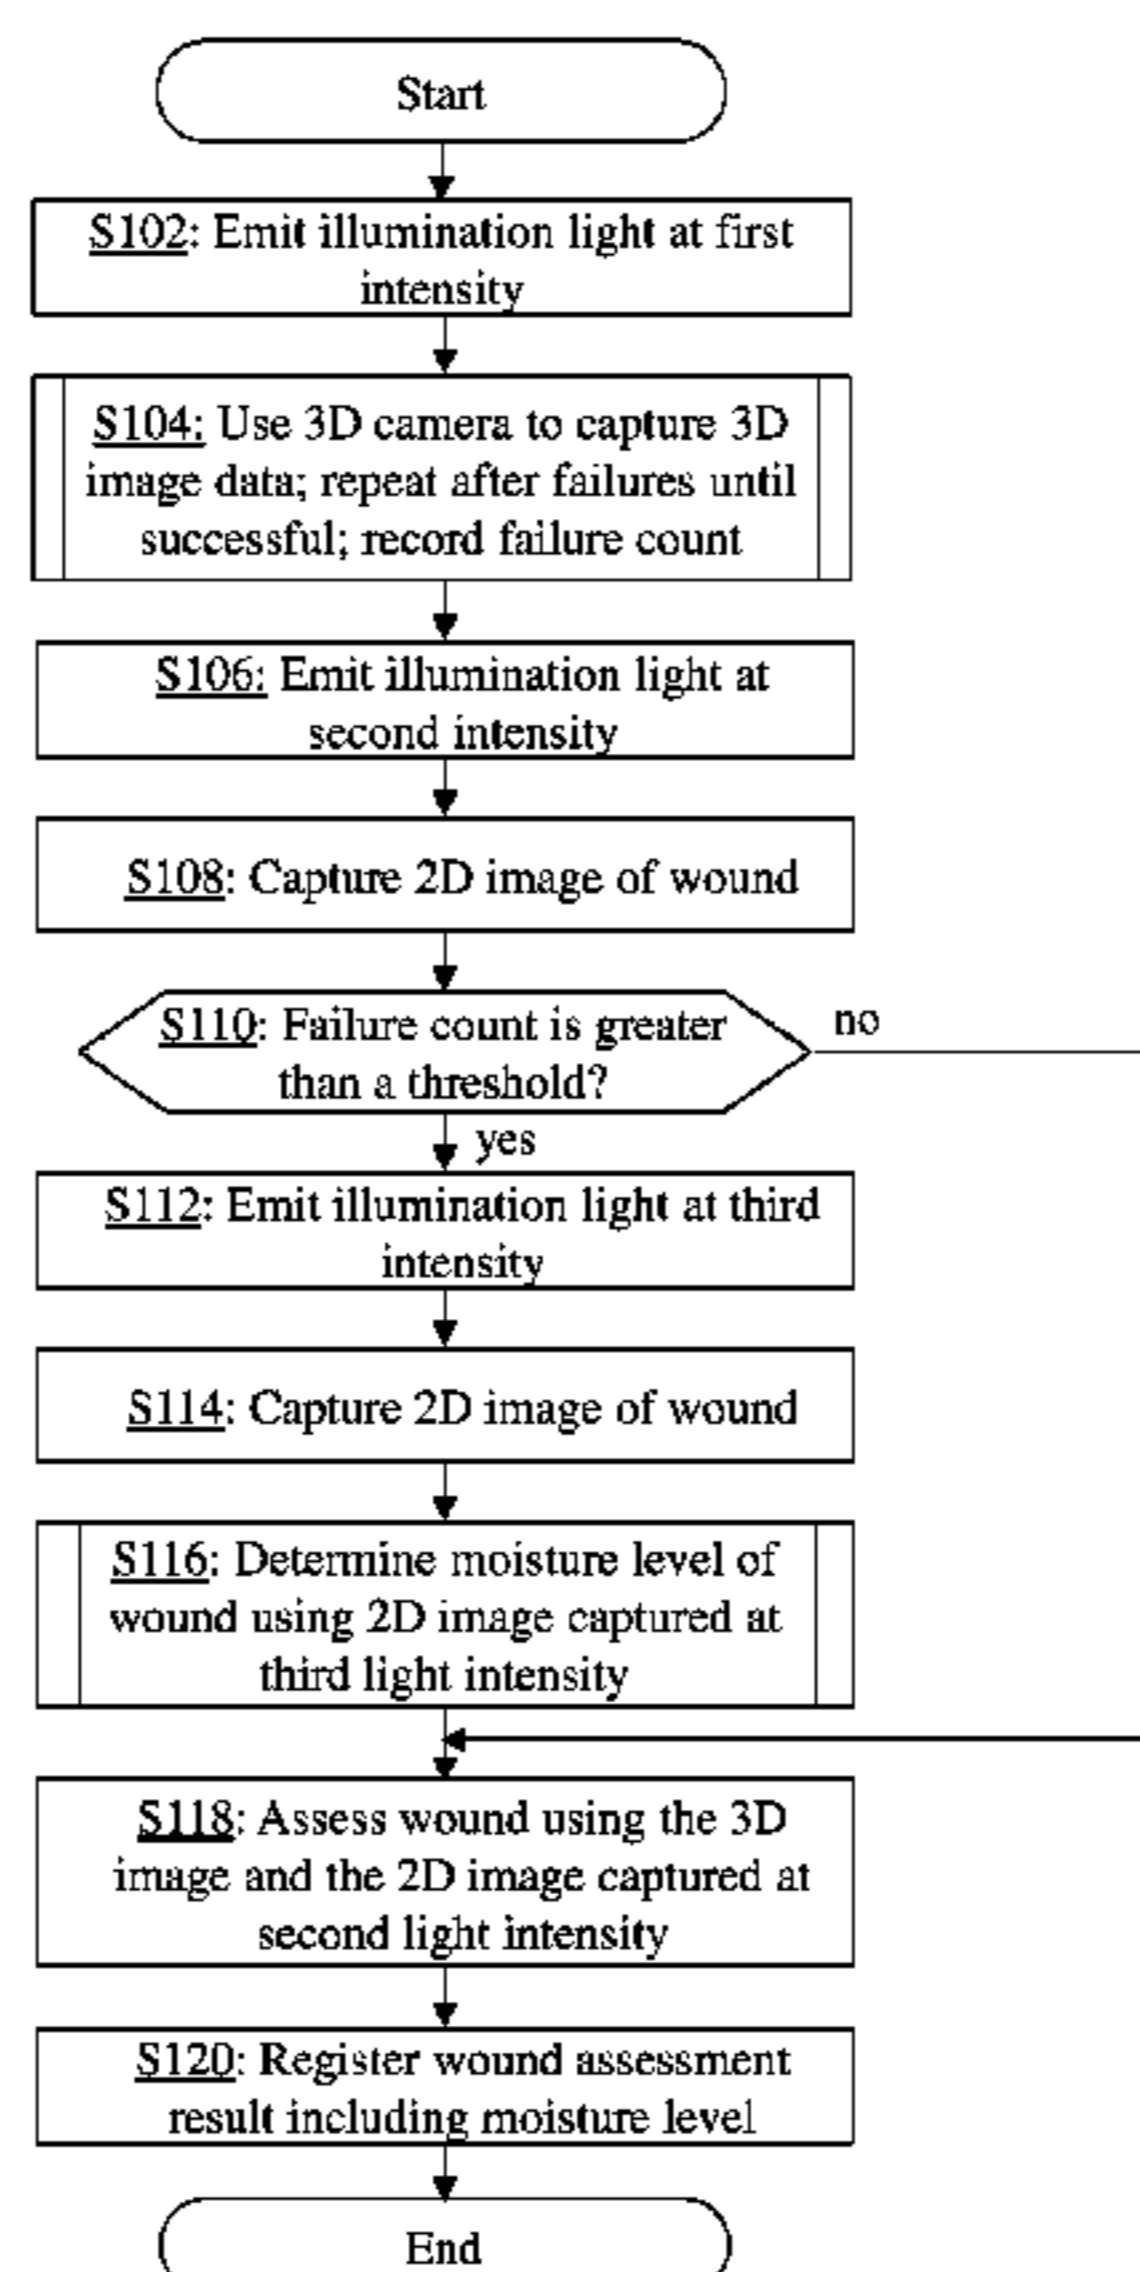 Start
S102: Emit illumination light at first
intensity
S104: Use 3D camera to capture 3D
image data; repeat after failures until
successful; record failure count
S106: Emit illumination light at
second intensity
S108: Capture 2D image of wound
S110: Failure count is greater
than a threshold?
no
yes
S112: Emit illumination light at third
intensity
S114: Capture 2D image of wound
S116: Determine moisture level of
wound using 2D image captured at
third light intensity
S118: Assess wound using the 3D
image and the 2D image captured at
second light intensity
S120: Register wound assessment
result including moisture level
End